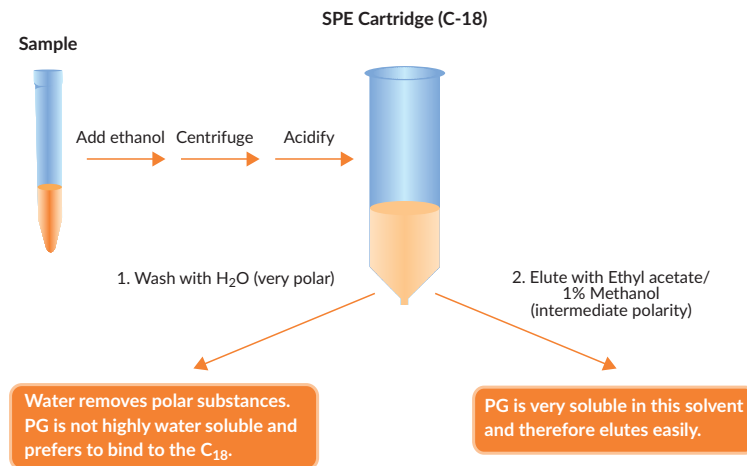 SPE Cartridge (C-18)
Sample
Add ethanol
Centrifuge
Acidify
1. Wash with H₂O (very polar)
2. Elute with Ethyl acetate/
1% Methanol
(intermediate polarity)
Water removes polar substances.
PG is not highly water soluble and
prefers to bind to the C₁₈.
PG is very soluble in this solvent
and therefore elutes easily.